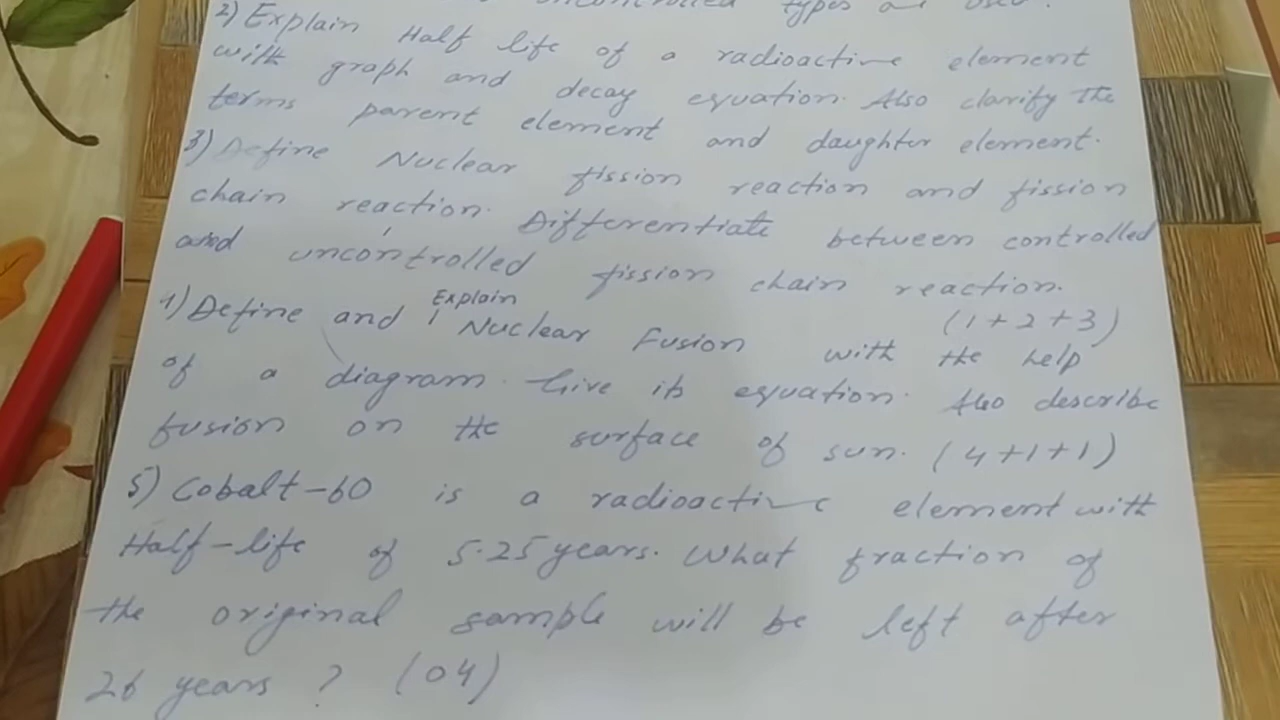 uncontrolled types are used.
2) Explain Half life of a radioactive element
with graph and decay equation. Also clarify the
terms parent element and daughter element.
3) Define Nuclear fission reaction and fission
chain reaction. Differentiate between controlled
and uncontrolled fission chain reaction.
(1+2+3)
4) Define and Explain Nuclear Fusion with the help
of a diagram. Give its equation. Also describe
fusion on the surface of sun. (4+1+1)
5) Cobalt-60 is a radioactive element with
Half-life of 5.25 years. What fraction of
the original sample will be left after
26 years ? (04)